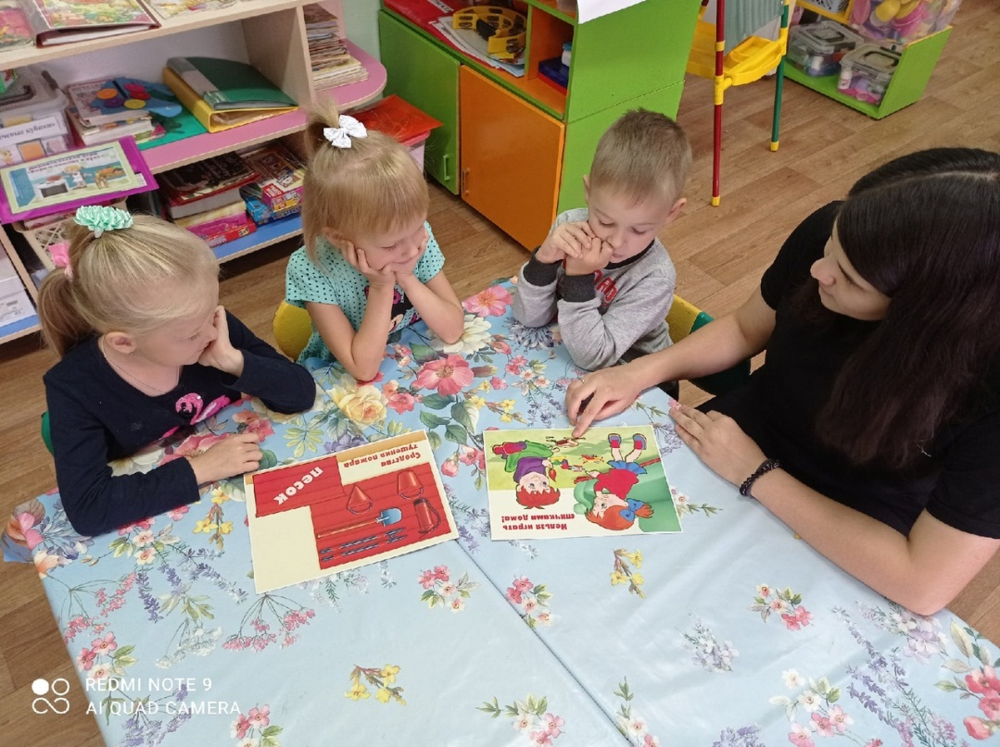 Средства
тушения пожара
песок
Нельзя играть
спичками дома!
REDMI NOTE 9
AI QUAD CAMERA